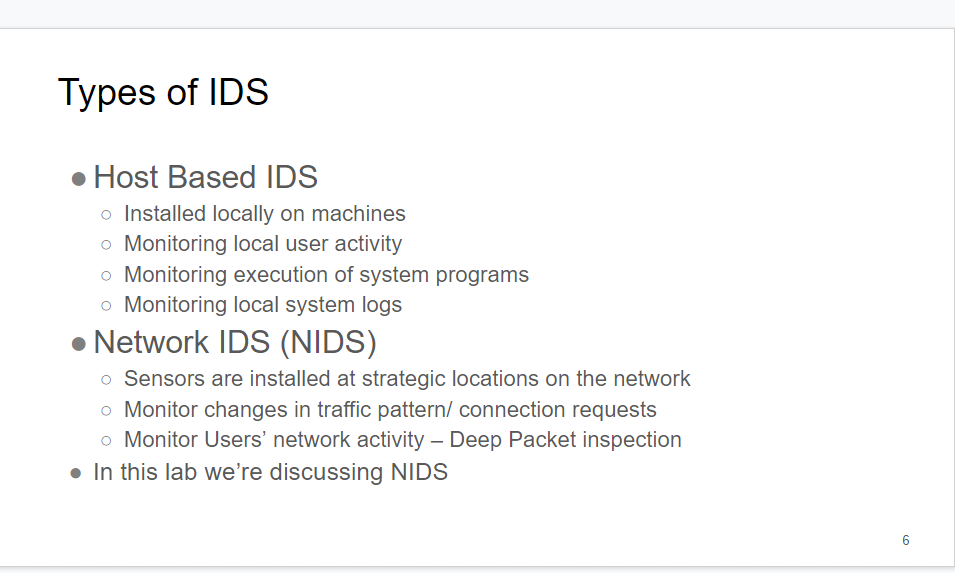 Types of IDS
● Host Based IDS
○ Installed locally on machines
○ Monitoring local user activity
○ Monitoring execution of system programs
○ Monitoring local system logs
● Network IDS (NIDS)
○ Sensors are installed at strategic locations on the network
○ Monitor changes in traffic pattern/ connection requests
○ Monitor Users’ network activity – Deep Packet inspection
● In this lab we’re discussing NIDS
6